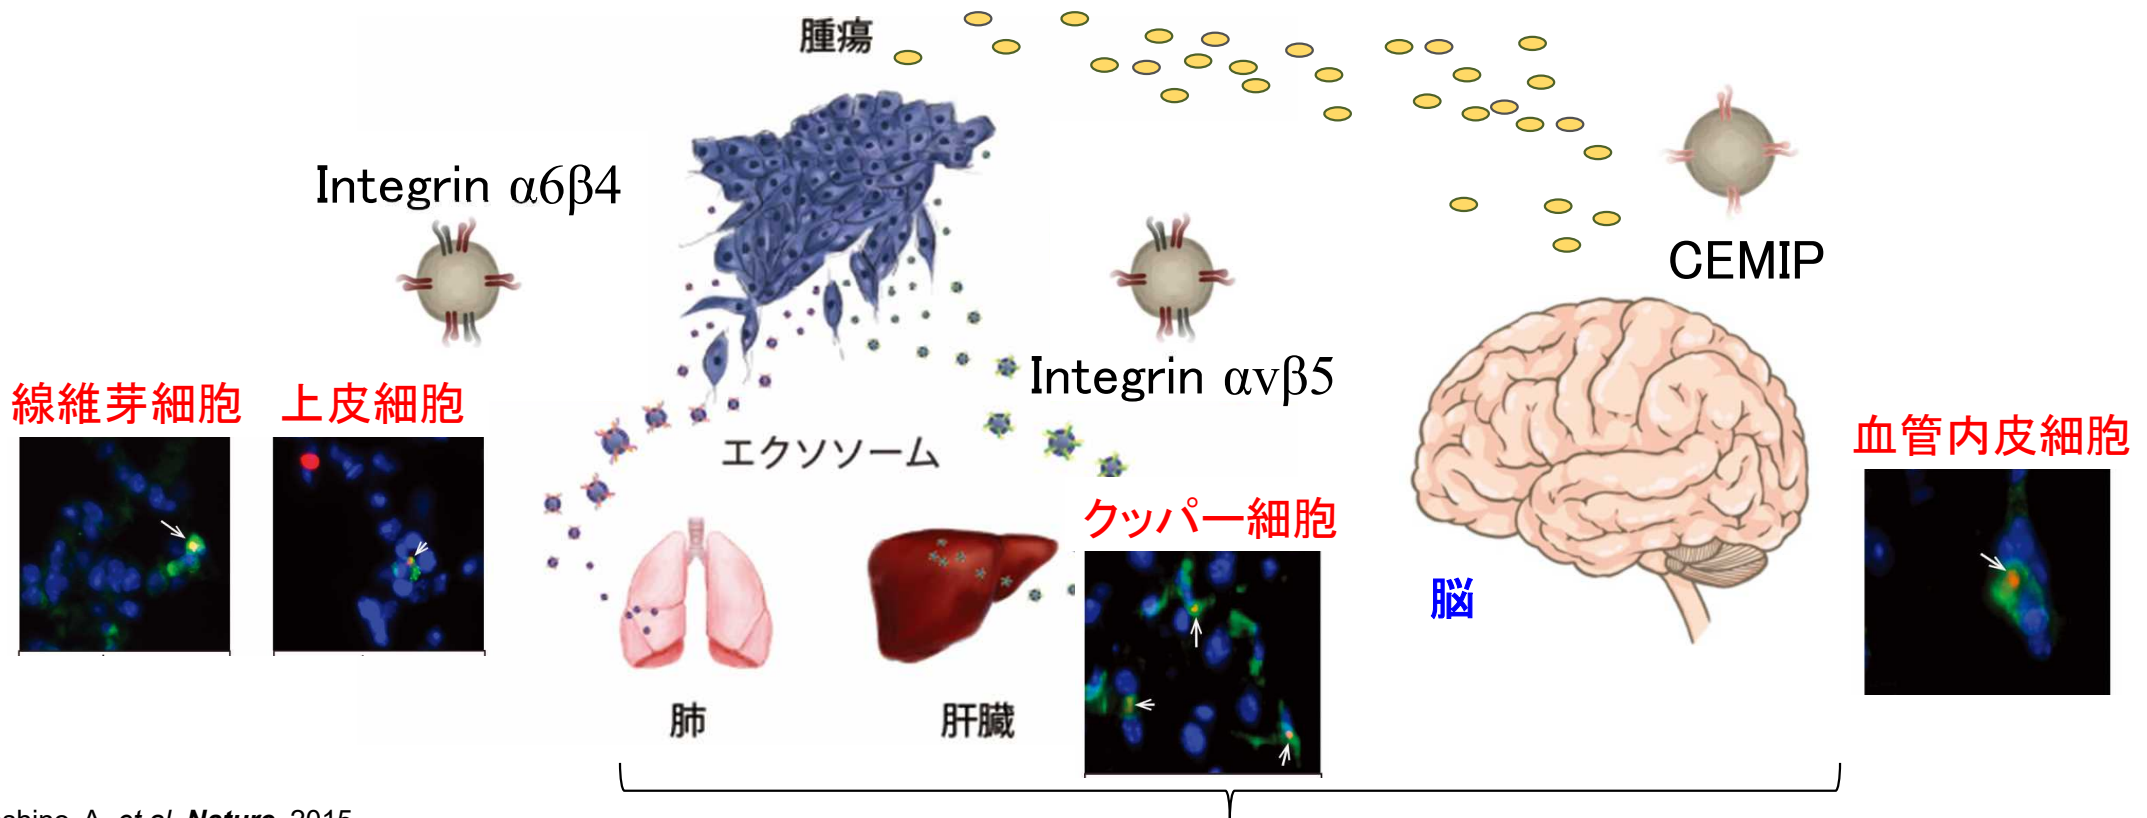 腫瘍
Integrin α6β4
CEMIP
Integrin αvβ5
線維芽細胞
上皮細胞
血管内皮細胞
エクソソーム
クッパー細胞
脳
肺
肝臓
et al. Nature. 2015